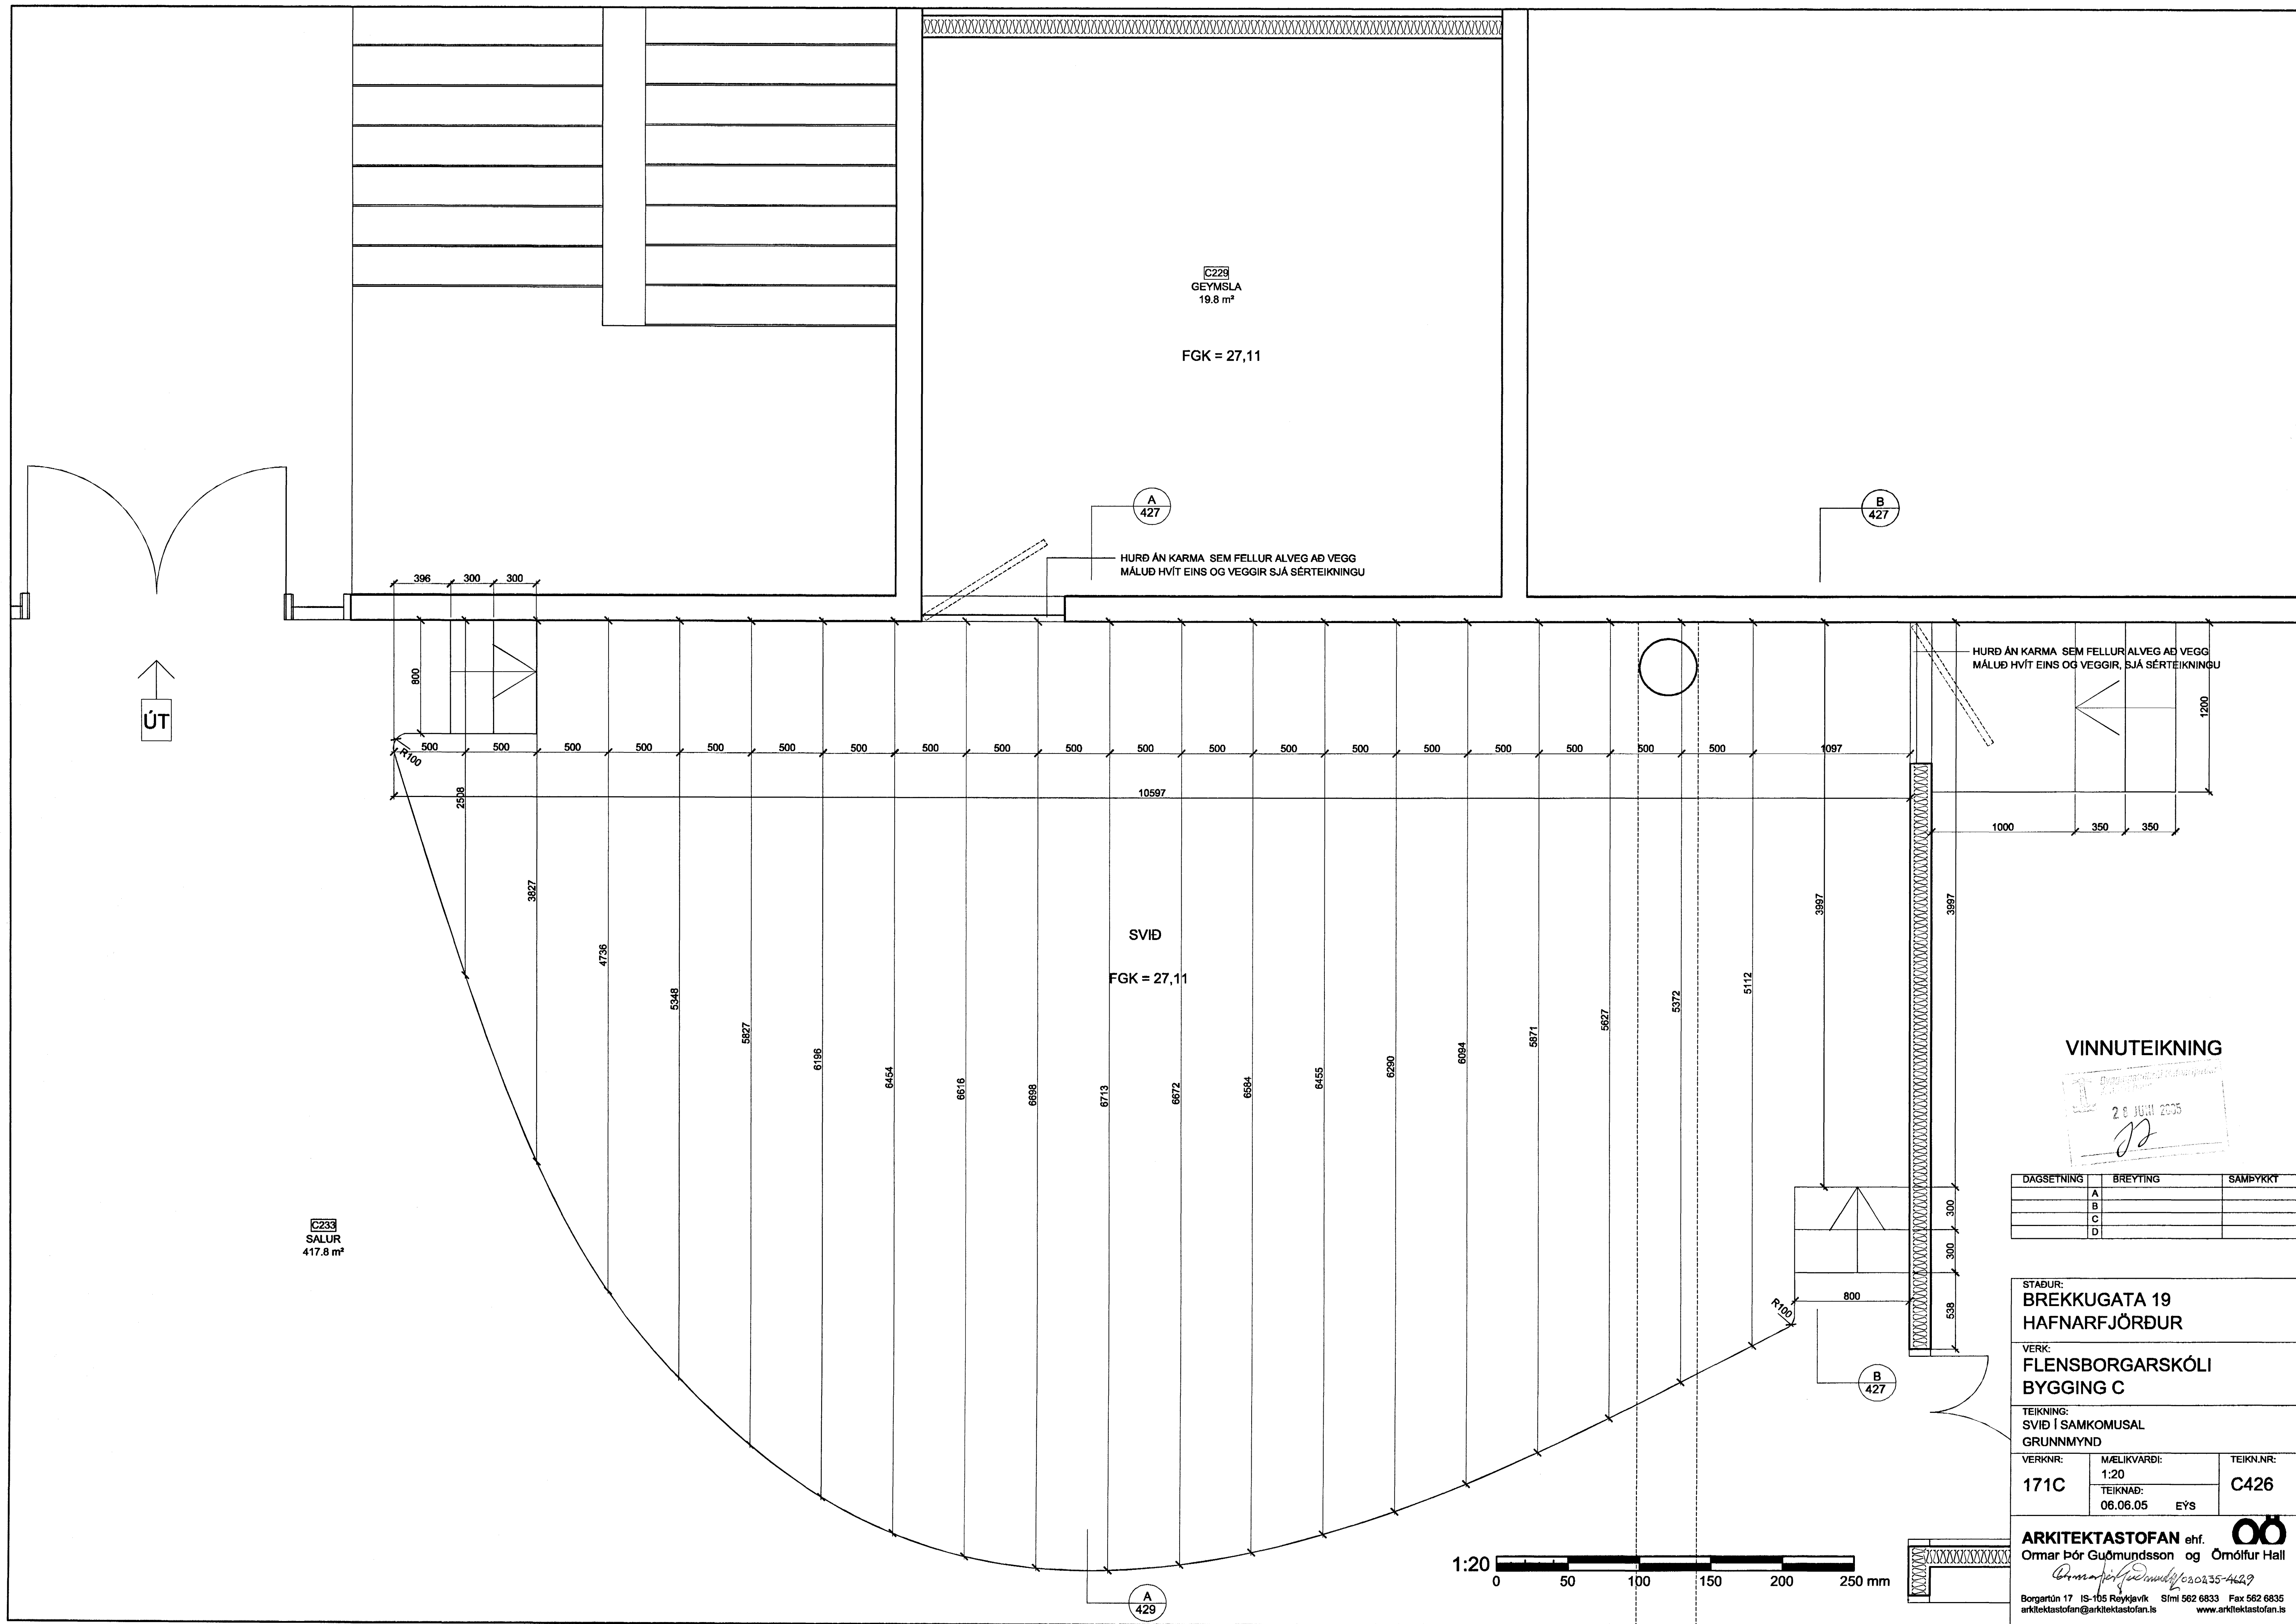 C229
GEYMSLA
19.8 m²
FGK = 27,11
A
427
B
427
HURÐ ÁN KARMA SEM FELLUR ALVEG AÐ VEGG
MÁLUÐ HVÍT EINS OG VEGGIR SJÁ SÉRTEIKNINGU
396 300 300
HURÐ ÁN KARMA SEM FELLUR ALVEG AÐ VEGG
MÁLUÐ HVÍT EINS OG VEGGIR, SJÁ SÉRTEIKNINGU
800
1200
ÚT
R100
500 500 500 500 500 500 500 500 500 500 500 500 500 500 500 500 500 500 500 1097
10597
1000 350 350
2508
3827
4736
5348
5827
6196
6454
6616
6698
6713
6672
6584
6455
6290
6094
5871
5627
5372
5112
3997
3997
SVIÐ
FGK = 27,11
300
300
538
800
R100
B
427
C233
SALUR
417.8 m²
A
429
1:20
0 50 100 150 200 250 mm
VINNUTEIKNING
28 JÚNÍ 2005
DAGSETNING BREYTING SAMÞYKKT
A
B
C
D
STAÐUR:
BREKKUGATA 19
HAFNARFJÖRÐUR
VERK:
FLENSBORGARSKÓLI
BYGGING C
TEIKNING:
SVIÐ Í SAMKOMUSAL
GRUNNMYND
VERKNR: MÆLIKVARÐI: TEIKN.NR:
171C 1:20 C426
TEIKNAÐ:
06.06.05 EÝS
ARKITEKTASTOFAN ehf. OÖ
Ormar Þór Guðmundsson og Örnólfur Hall
020235-4629
Borgartún 17 IS-105 Reykjavík Sími 562 6833 Fax 562 6835
arkitektastofan@arkitektastofan.is www.arkitektastofan.is